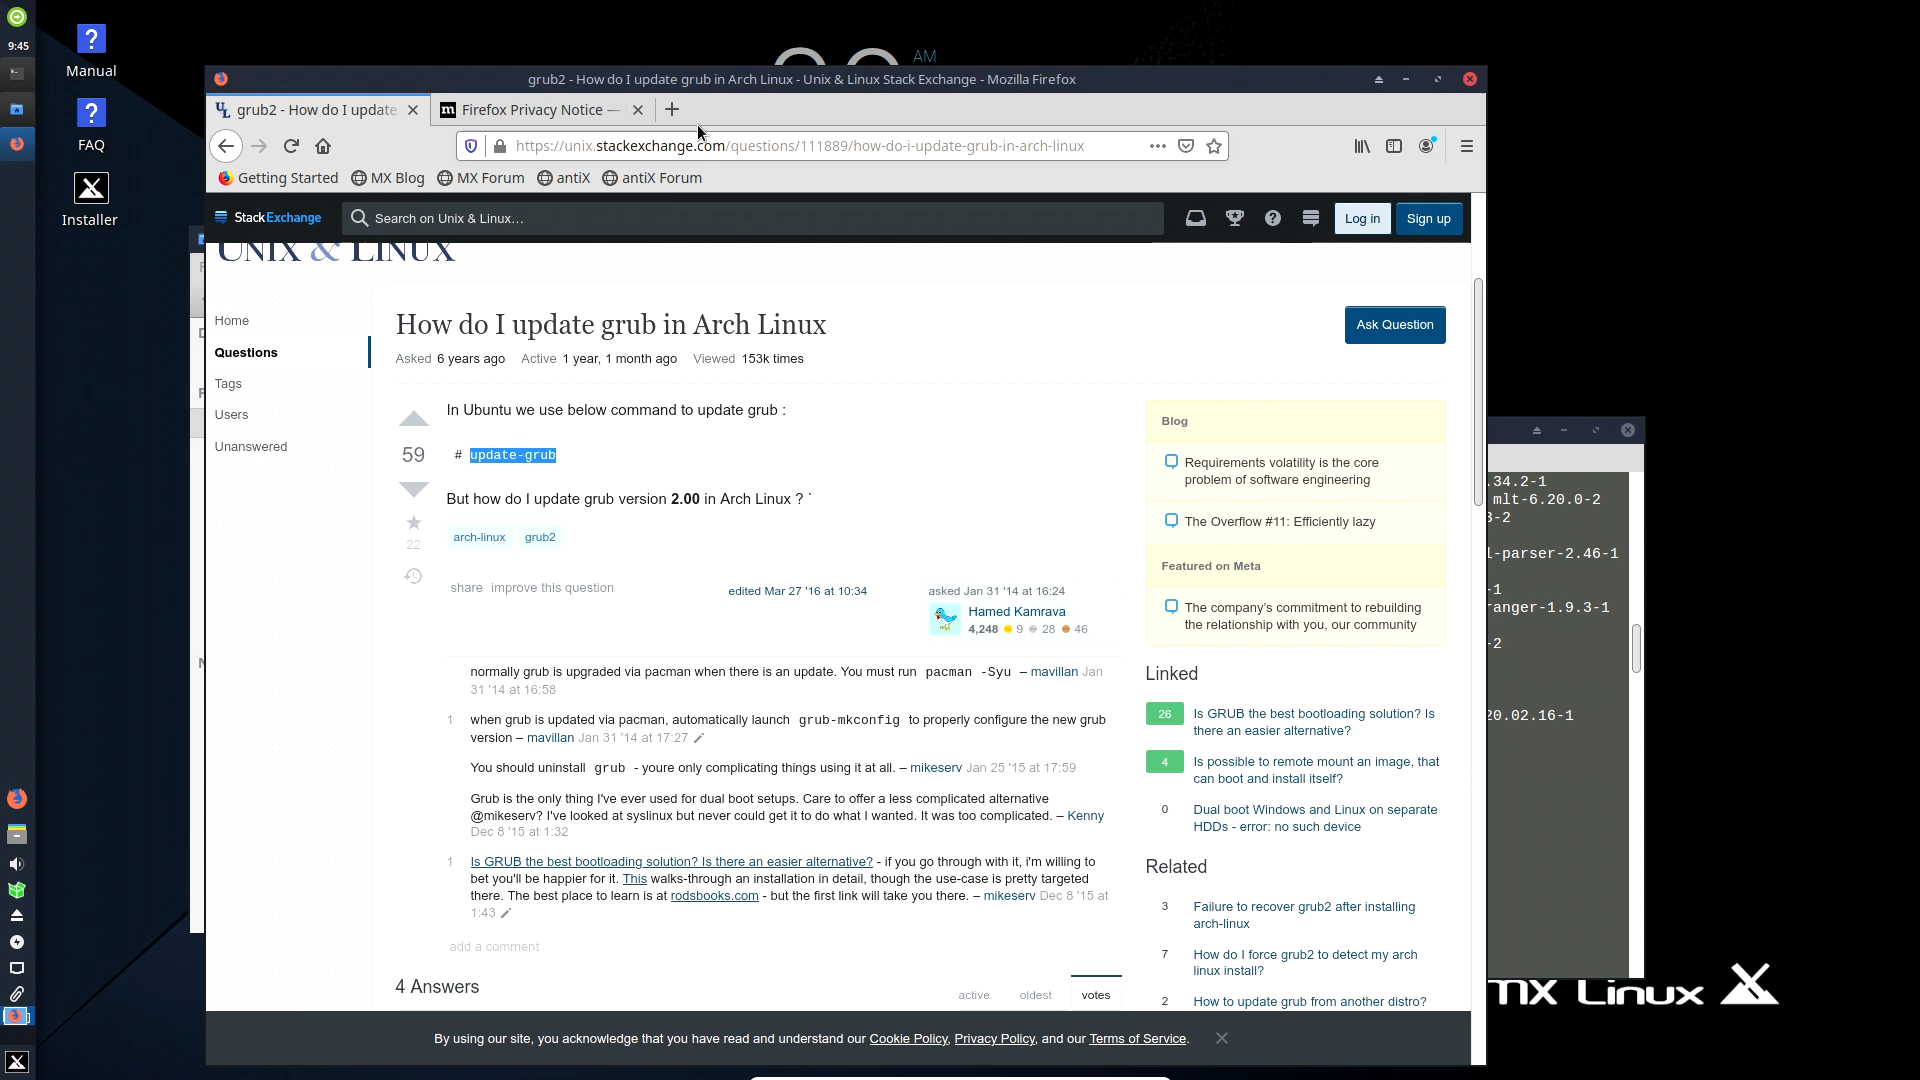 9:45
Manual
FAQ
Installer
AM
grub2 - How do I update grub in Arch Linux - Unix & Linux Stack Exchange - Mozilla Firefox
grub2 - How do I update
Firefox Privacy Notice —
https://unix.stackexchange.com/questions/111889/how-do-i-update-grub-in-arch-linux
Getting Started MX Blog MX Forum antiX antiX Forum
StackExchange
Search on Unix & Linux…
Log in
Sign up
UNIX & LINUX
Home
Questions
Tags
Users
Unanswered
How do I update grub in Arch Linux
Ask Question
Asked 6 years ago Active 1 year, 1 month ago Viewed 153k times
In Ubuntu we use below command to update grub :
59
# update-grub
But how do I update grub version 2.00 in Arch Linux ? `
22
arch-linux grub2
share improve this question
edited Mar 27 '16 at 10:34
asked Jan 31 '14 at 16:24
Hamed Kamrava
4,248 9 28 46
normally grub is upgraded via pacman when there is an update. You must run pacman -Syu – mavillan Jan
31 '14 at 16:58
1 when grub is updated via pacman, automatically launch grub-mkconfig to properly configure the new grub
version – mavillan Jan 31 '14 at 17:27
You should uninstall grub - youre only complicating things using it at all. – mikeserv Jan 25 '15 at 17:59
Grub is the only thing I've ever used for dual boot setups. Care to offer a less complicated alternative
@mikeserv? I've looked at syslinux but never could get it to do what I wanted. It was too complicated. – Kenny
Dec 8 '15 at 1:32
1 Is GRUB the best bootloading solution? Is there an easier alternative? - if you go through with it, i'm willing to
bet you'll be happier for it. This walks-through an installation in detail, though the use-case is pretty targeted
there. The best place to learn is at rodsbooks.com - but the first link will take you there. – mikeserv Dec 8 '15 at
1:43
add a comment
4 Answers
active oldest votes
Blog
Requirements volatility is the core
problem of software engineering
The Overflow #11: Efficiently lazy
Featured on Meta
The company's commitment to rebuilding
the relationship with you, our community
Linked
26 Is GRUB the best bootloading solution? Is
there an easier alternative?
4 Is possible to remote mount an image, that
can boot and install itself?
0 Dual boot Windows and Linux on separate
HDDs - error: no such device
Related
3 Failure to recover grub2 after installing
arch-linux
7 How do I force grub2 to detect my arch
linux install?
2 How to update grub from another distro?
By using our site, you acknowledge that you have read and understand our Cookie Policy, Privacy Policy, and our Terms of Service.
.34.2-1
mlt-6.20.0-2
-2
-parser-2.46-1
-1
ranger-1.9.3-1
-2
20.02.16-1
mx Linux